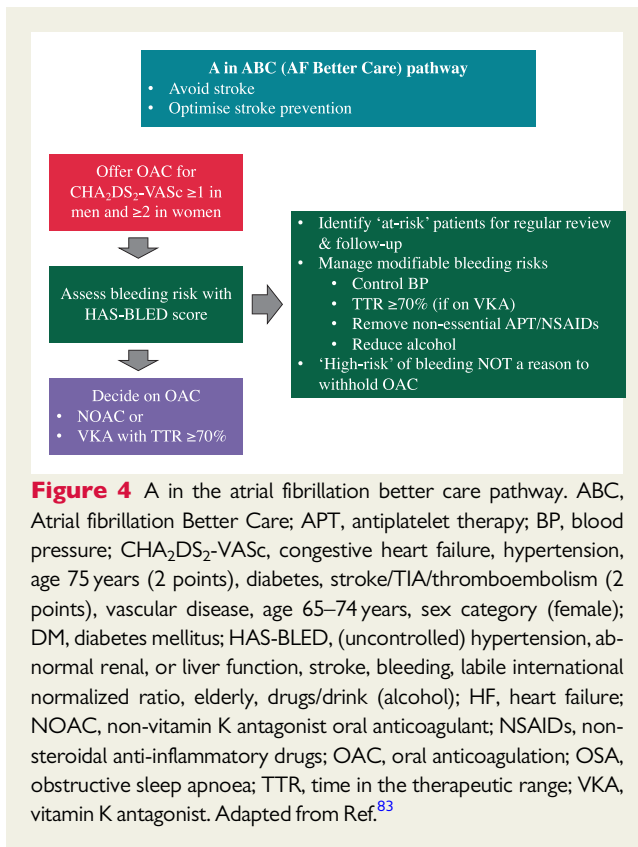 A in ABC (AF Better Care) pathway
• Avoid stroke
• Optimise stroke prevention
Offer OAC for
CHA₂DS₂-VASc ≥1 in
men and ≥2 in women
Assess bleeding risk with
HAS-BLED score
Decide on OAC
• NOAC or
• VKA with TTR ≥70%
• Identify ‘at-risk’ patients for regular review
& follow-up
• Manage modifiable bleeding risks
• Control BP
• TTR ≥70% (if on VKA)
• Remove non-essential APT/NSAIDs
• Reduce alcohol
• ‘High-risk’ of bleeding NOT a reason to
withhold OAC
Figure 4 A in the atrial fibrillation better care pathway. ABC,
Atrial fibrillation Better Care; APT, antiplatelet therapy; BP, blood
pressure; CHA₂DS₂-VASc, congestive heart failure, hypertension,
age 75 years (2 points), diabetes, stroke/TIA/thromboembolism (2
points), vascular disease, age 65–74 years, sex category (female);
DM, diabetes mellitus; HAS-BLED, (uncontrolled) hypertension, ab-
normal renal, or liver function, stroke, bleeding, labile international
normalized ratio, elderly, drugs/drink (alcohol); HF, heart failure;
NOAC, non-vitamin K antagonist oral anticoagulant; NSAIDs, non-
steroidal anti-inflammatory drugs; OAC, oral anticoagulation; OSA,
obstructive sleep apnoea; TTR, time in the therapeutic range; VKA,
vitamin K antagonist. Adapted from Ref.⁸³